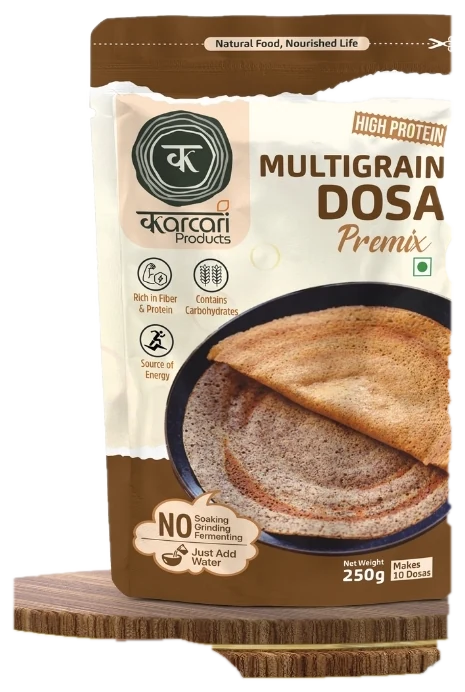 Natural Food, Nourished Life
HIGH PROTEIN
MULTIGRAIN
DOSA
Premix
क
कarcari
Products
Rich in Fiber
& Protein
Contains
Carbohydrates
Source of
Energy
NO
Soaking
Grinding
Fermenting
Just Add
Water
Net Weight
250g
Makes
10 Dosas